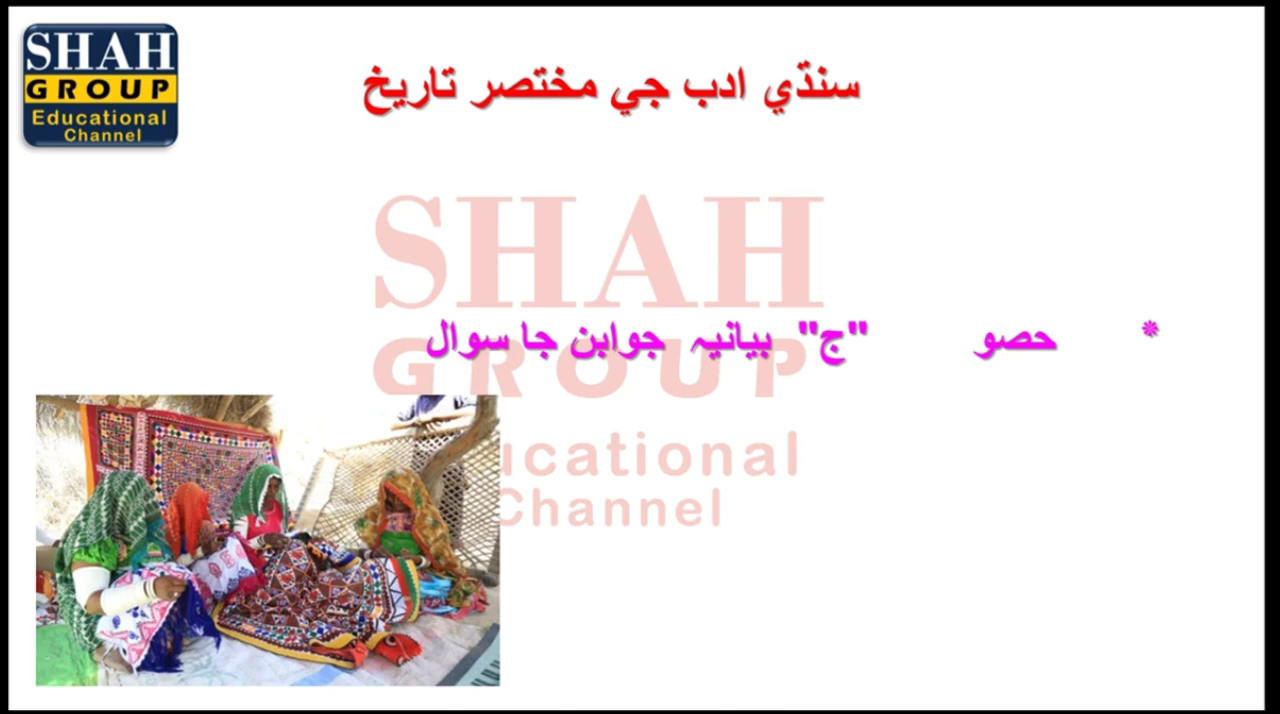 SHAH
GROUP
Educational
Channel
سنڌي ادب جي مختصر تاريخ
SHAH
* حصو "ج" بيانيہ جوابن جا سوال
GROUP
Educational
Channel